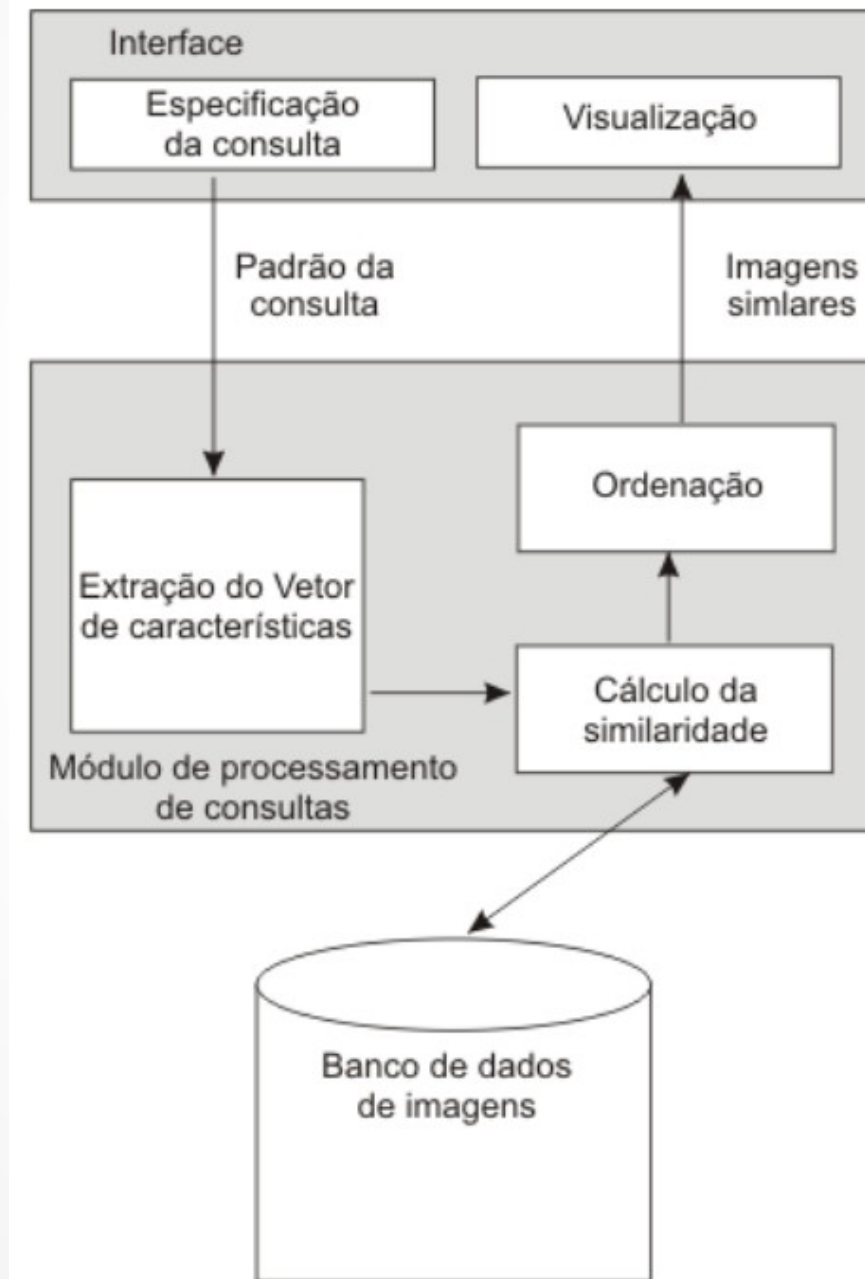 Interface
Especificação
da consulta
Visualização
Padrão da
consulta
Imagens
simlares
Ordenação
Extração do Vetor
de característícas
Cálculo da
similaridade
Módulo de processamento
de consultas
Banco de dados
de imagens